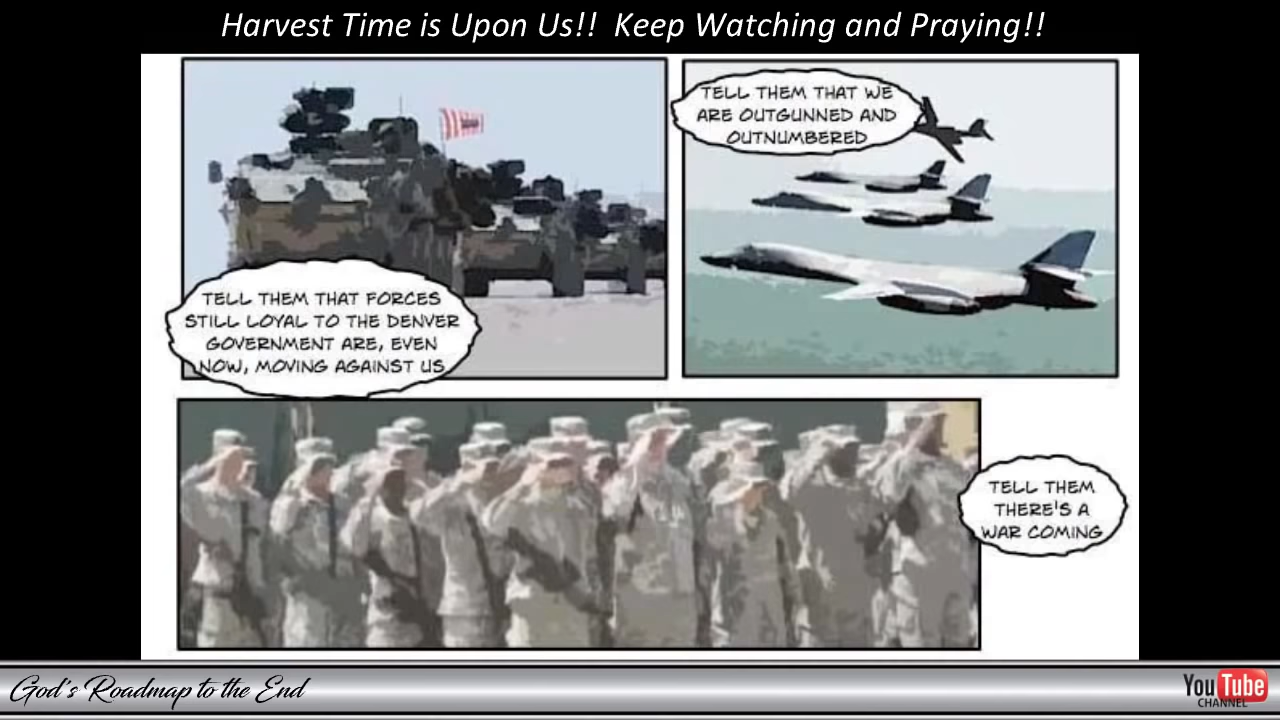 Harvest Time is Upon Us!! Keep Watching and Praying!!
TELL THEM THAT FORCES
STILL LOYAL TO THE DENVER
GOVERNMENT ARE, EVEN
NOW, MOVING AGAINST US
TELL THEM THAT WE
ARE OUTGUNNED AND
OUTNUMBERED
TELL THEM
THERE'S A
WAR COMING
God's Roadmap to the End
YouTube
CHANNEL